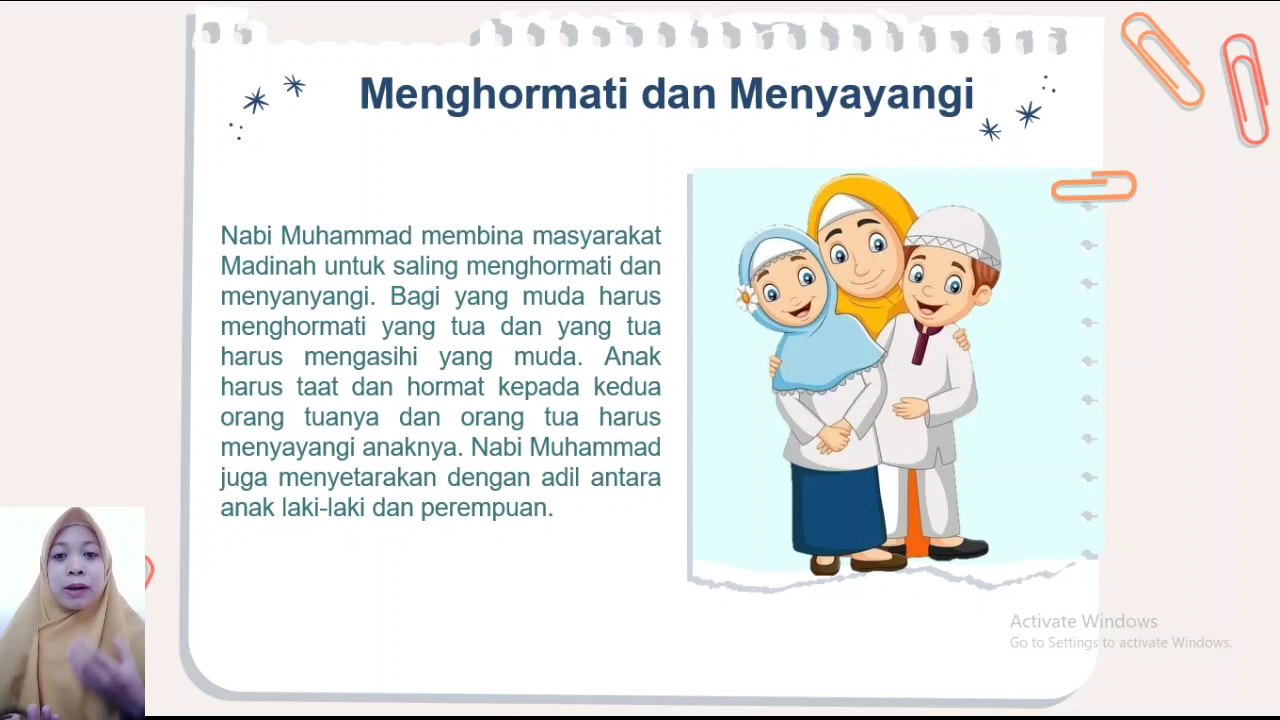 Menghormati dan Menyayangi
Nabi Muhammad membina masyarakat
Madinah untuk saling menghormati dan
menyanyangi. Bagi yang muda harus
menghormati yang tua dan yang tua
harus mengasihi yang muda. Anak
harus taat dan hormat kepada kedua
orang tuanya dan orang tua harus
menyayangi anaknya. Nabi Muhammad
juga menyetarakan dengan adil antara
anak laki-laki dan perempuan.
Activate Windows
Go to Settings to activate Windows.